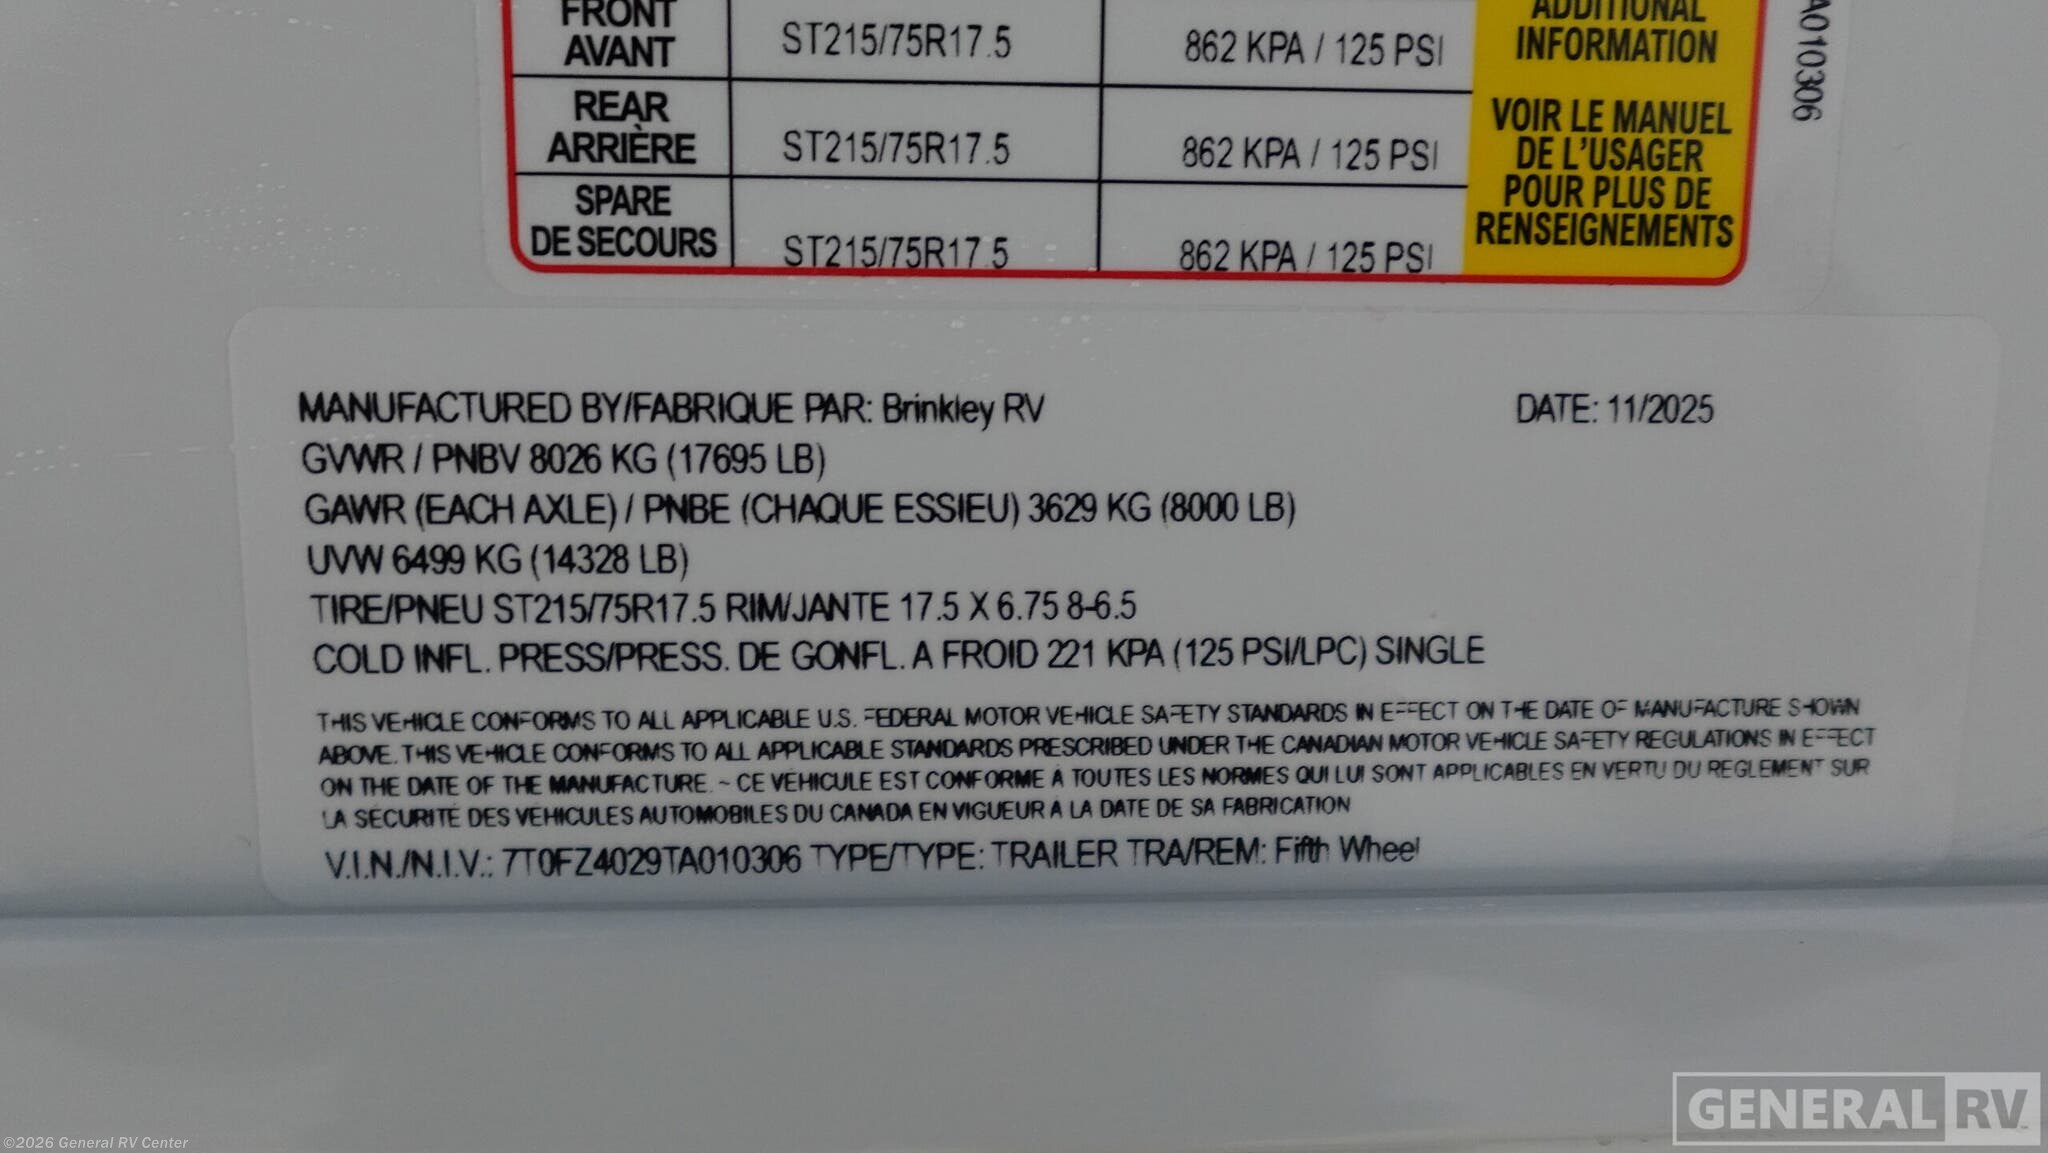 FRONT
AVANT
ST215/75R17.5
862 KPA / 125 PSI
ADDITIONAL
INFORMATION
REAR
ARRIÈRE
ST215/75R17.5
862 KPA / 125 PSI
VOIR LE MANUEL
DE L'USAGER
POUR PLUS DE
RENSEIGNEMENTS
SPARE
DE SECOURS
ST215/75R17.5
862 KPA / 125 PSI
A010306
MANUFACTURED BY/FABRIQUE PAR: Brinkley RV
DATE: 11/2025
GVWR / PNBV 8026 KG (17695 LB)
GAWR (EACH AXLE) / PNBE (CHAQUE ESSIEU) 3629 KG (8000 LB)
UVW 6499 KG (14328 LB)
TIRE/PNEU ST215/75R17.5 RIM/JANTE 17.5 X 6.75 8-6.5
COLD INFL. PRESS/PRESS. DE GONFL. A FROID 221 KPA (125 PSI/LPC) SINGLE
THIS VEHICLE CONFORMS TO ALL APPLICABLE U.S. FEDERAL MOTOR VEHICLE SAFETY STANDARDS IN EFFECT ON THE DATE OF MANUFACTURE SHOWN
ABOVE. THIS VEHICLE CONFORMS TO ALL APPLICABLE STANDARDS PRESCRIBED UNDER THE CANADIAN MOTOR VEHICLE SAFETY REGULATIONS IN EFFECT
ON THE DATE OF THE MANUFACTURE. ~ CE VÉHICULE EST CONFORME À TOUTES LES NORMES QUI LUI SONT APPLICABLES EN VERTU DU RÉGLEMENT SUR
LA SÉCURITÉ DES VÉHICULES AUTOMOBILES DU CANADA EN VIGUEUR À LA DATE DE SA FABRICATION
V.I.N./N.I.V.: 7T0FZ4029TA010306 TYPE/TYPE: TRAILER TRA/REM: Fifth Wheel
GENERAL RV
©2026 General RV Center